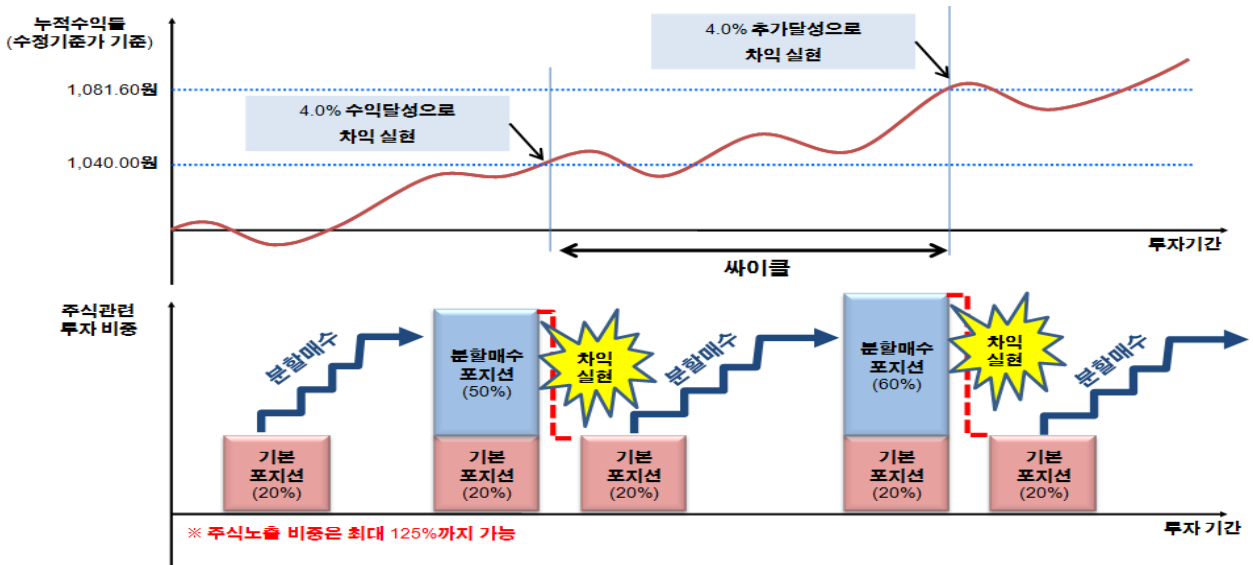 누적수익률
(수정기준가 기준)
4.0% 추가달성으로
차익 실현
1,081.60원
4.0% 수익달성으로
차익 실현
1,040.00원
투자기간
싸이클
주식관련
투자 비중
분할매수
분할매수
포지션
(50%)
차익
실현
분할매수
분할매수
포지션
(60%)
차익
실현
분할매수
기본
포지션
(20%)
기본
포지션
(20%)
기본
포지션
(20%)
기본
포지션
(20%)
기본
포지션
(20%)
※ 주식노출 비중은 최대 125%까지 가능
투자 기간